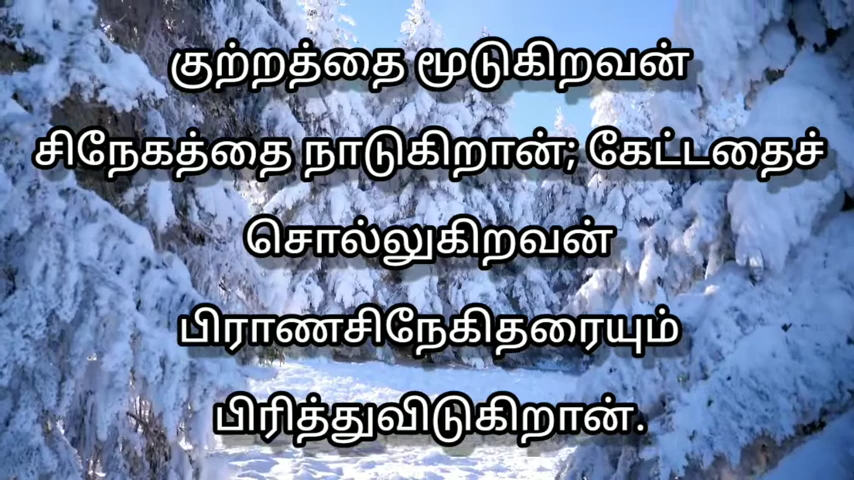 குற்றத்தை மூடுகிறவன்
சிநேகத்தை நாடுகிறான்; கேட்டதைச்
சொல்லுகிறவன்
பிராணசிநேகிதரையும்
பிரித்துவிடுகிறான்.